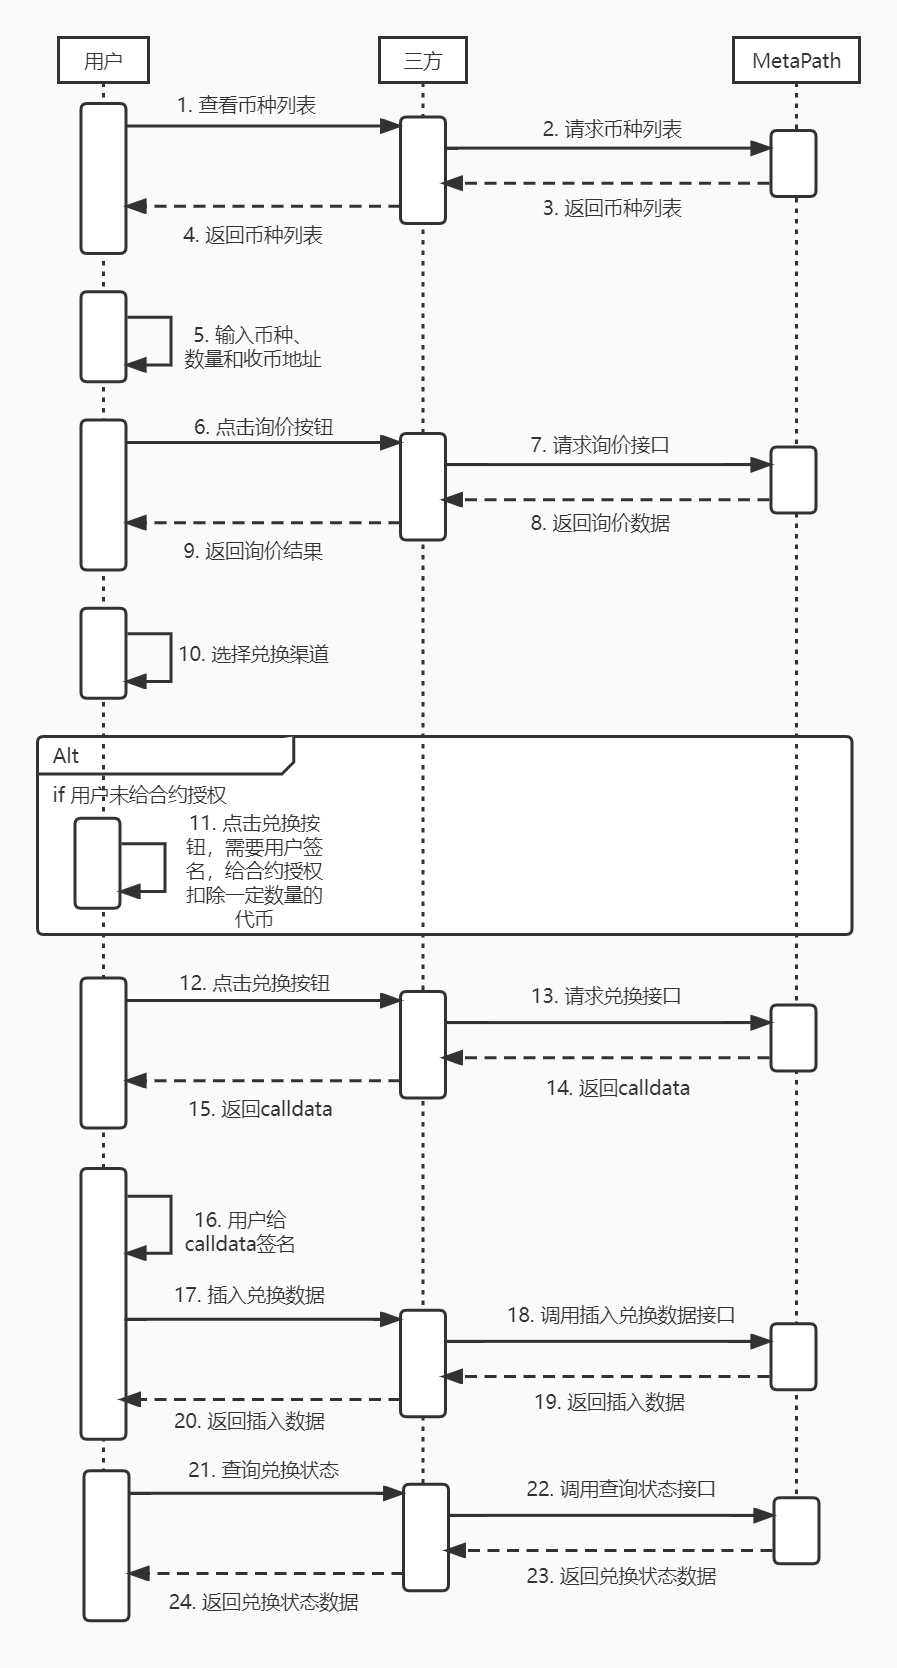 用户
三方
MetaPath
1. 查看币种列表
2. 请求币种列表
3. 返回币种列表
4. 返回币种列表
5. 输入币种、
数量和收币地址
6. 点击询价按钮
7. 请求询价接口
8. 返回询价数据
9. 返回询价结果
10. 选择兑换渠道
Alt
if 用户未给合约授权
11. 点击兑换按
钮，需要用户签
名，给合约授权
扣除一定数量的
代币
12. 点击兑换按钮
13. 请求兑换接口
14. 返回calldata
15. 返回calldata
16. 用户给
calldata签名
17. 插入兑换数据
18. 调用插入兑换数据接口
19. 返回插入数据
20. 返回插入数据
21. 查询兑换状态
22. 调用查询状态接口
23. 返回兑换状态数据
24. 返回兑换状态数据